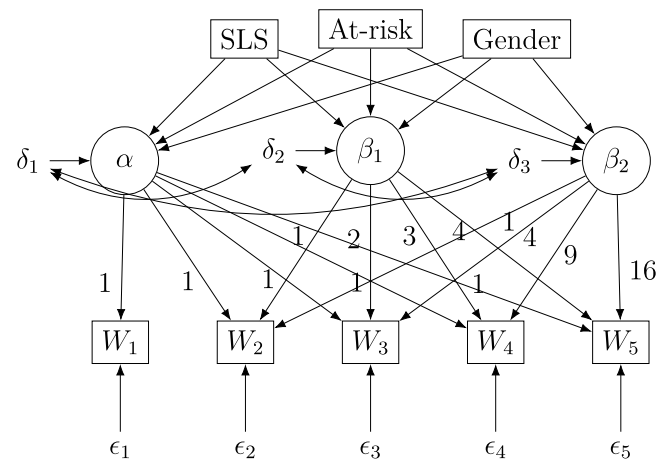 SLS At-risk Gender
δ₁ α δ₂ β₁ δ₃ β₂
1 2 3 4 1 4 9
1 1 1 1 1 16
W₁ W₂ W₃ W₄ W₅
ϵ₁ ϵ₂ ϵ₃ ϵ₄ ϵ₅